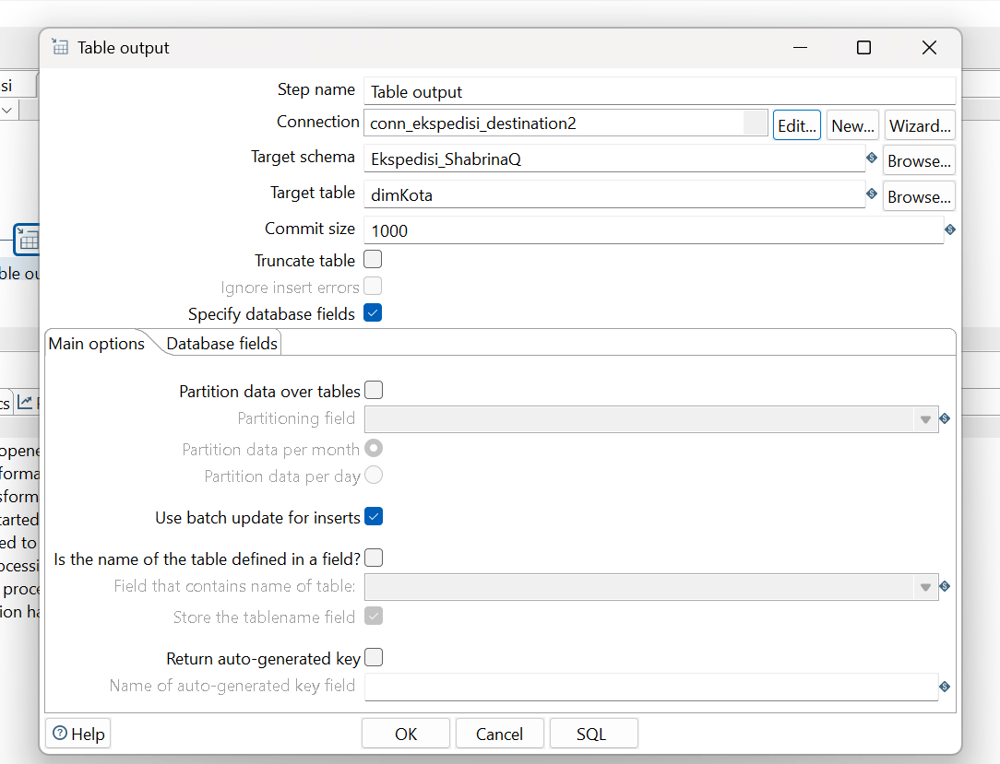 Table output
si
Step name Table output
Connection conn_ekspedisi_destination2 Edit... New... Wizard...
Target schema Ekspedisi_ShabrinaQ Browse...
Target table dimKota Browse...
Commit size 1000
Truncate table
Ignore insert errors
ble ou
Specify database fields
Main options Database fields
Partition data over tables
cs
Partitioning field
Partition data per month
opene
Partition data per day
forma
sform
Use batch update for inserts
tarted
ed to
Is the name of the table defined in a field?
ocessi
Field that contains name of table:
proce
Store the tablename field
ion ha
Return auto-generated key
Name of auto-generated key field
Help OK Cancel SQL